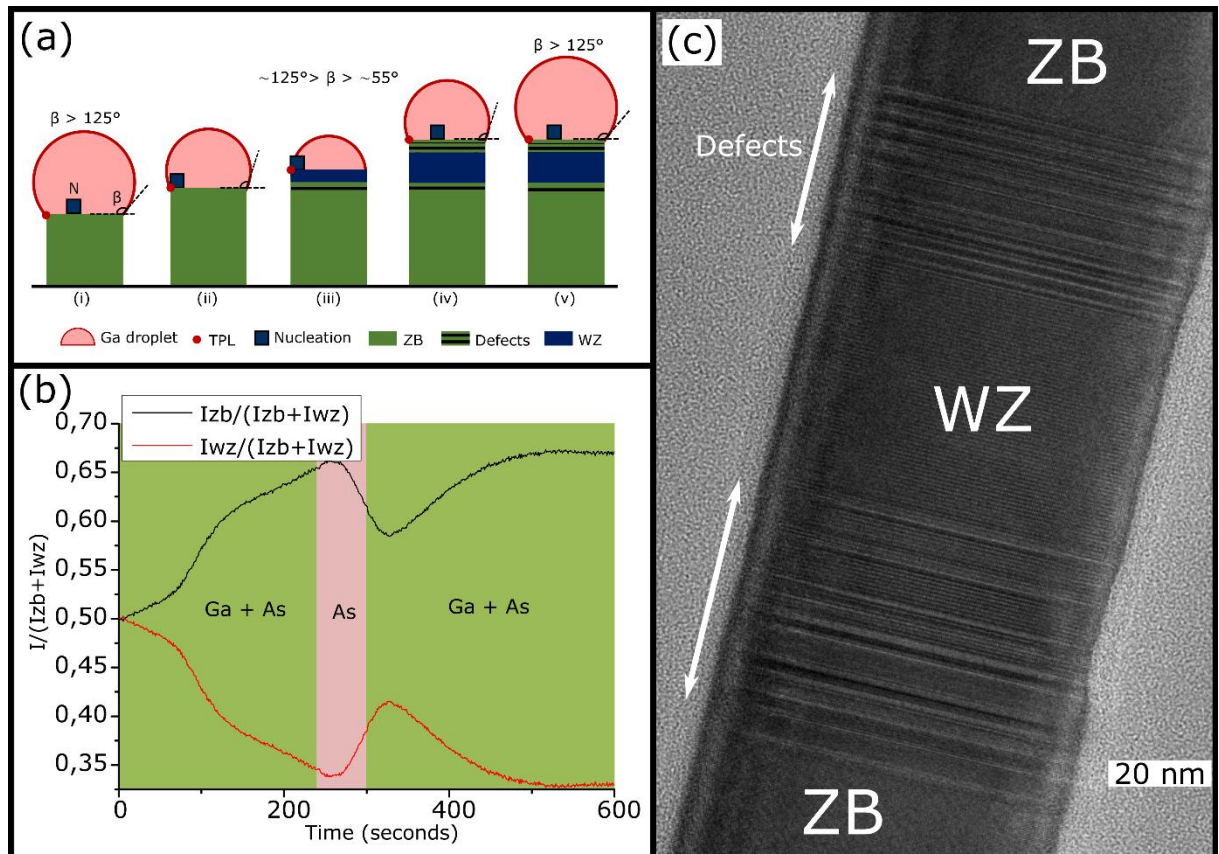 (a)
β > 125°
~125°> β > ~55°
β > 125°
N
β
(i)
(ii)
(iii)
(iv)
(v)
Ga droplet
TPL
Nucleation
ZB
Defects
WZ
(b)
Izb/(Izb+Iwz)
Iwz/(Izb+Iwz)
I/(Izb+Iwz)
0,70
0,65
0,60
0,55
0,50
0,45
0,40
0,35
Ga + As
As
Ga + As
0
200
400
600
Time (seconds)
(c)
ZB
Defects
WZ
20 nm
ZB